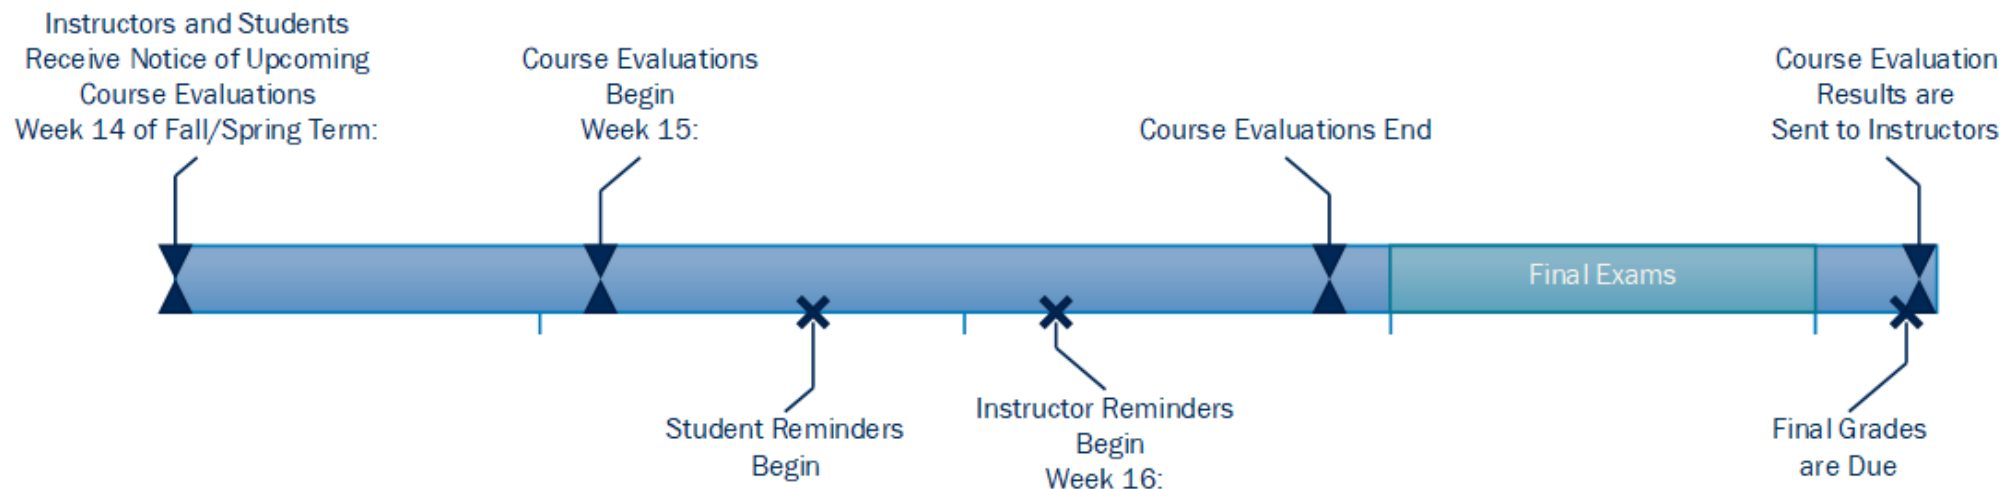 Instructors and Students
Receive Notice of Upcoming
Course Evaluations
Week 14 of Fall/Spring Term:
Course Evaluations
Begin
Week 15:
Course Evaluations End
Course Evaluation
Results are
Sent to Instructors
Final Exams
Student Reminders
Begin
Instructor Reminders
Begin
Week 16:
Final Grades
are Due